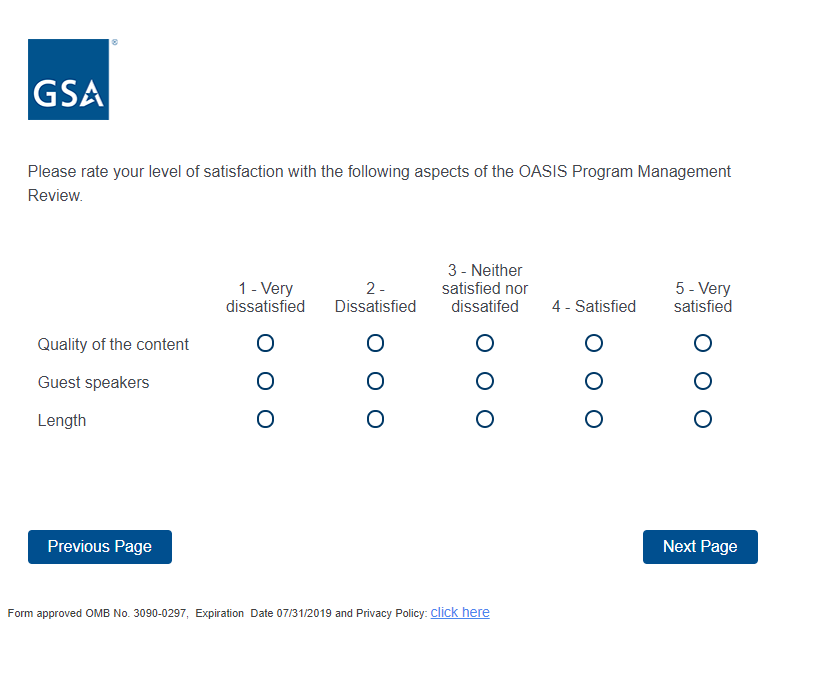 ®
GSA
Please rate your level of satisfaction with the following aspects of the OASIS Program Management
Review.
1 - Very dissatisfied
2 - Dissatisfied
3 - Neither satisfied nor dissatifed
4 - Satisfied
5 - Very satisfied
Quality of the content
Guest speakers
Length
Previous Page
Next Page
Form approved OMB No. 3090-0297, Expiration Date 07/31/2019 and Privacy Policy: click here